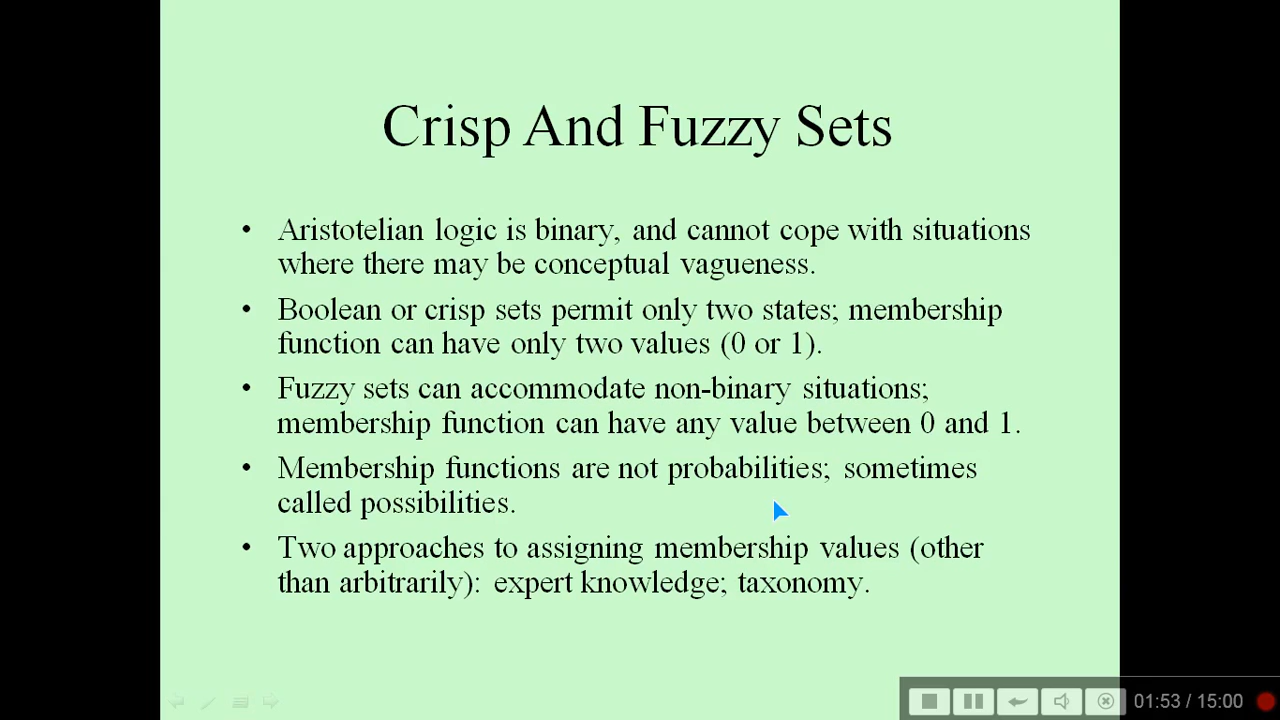 Crisp And Fuzzy Sets
• Aristotelian logic is binary, and cannot cope with situations
where there may be conceptual vagueness.
• Boolean or crisp sets permit only two states; membership
function can have only two values (0 or 1).
• Fuzzy sets can accommodate non-binary situations;
membership function can have any value between 0 and 1.
• Membership functions are not probabilities; sometimes
called possibilities.
• Two approaches to assigning membership values (other
than arbitrarily): expert knowledge; taxonomy.
01:53 / 15:00